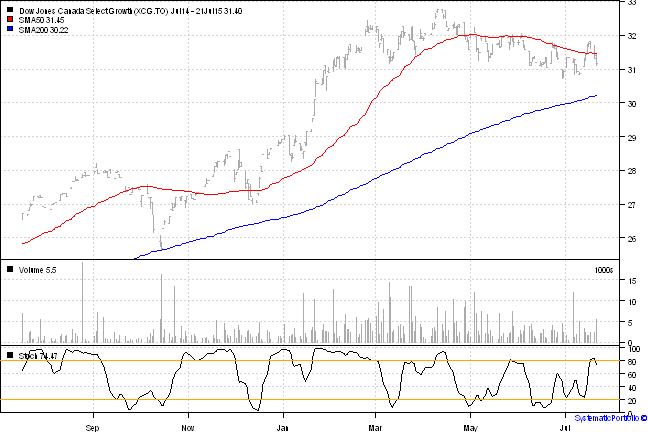 Dow Jones Canada Select Growth (XCG.TO) Jul14 - 21Jul15 31.40
SMA50 31.45
SMA200 30.22
33
32
31
30
29
28
27
26
Volume 5.5
1000s
15
10
5
0
Stoch 74.47
100
80
60
40
20
0
Sep
Nov
Jan
Mar
May
Jul
SystematicPortfolio ©